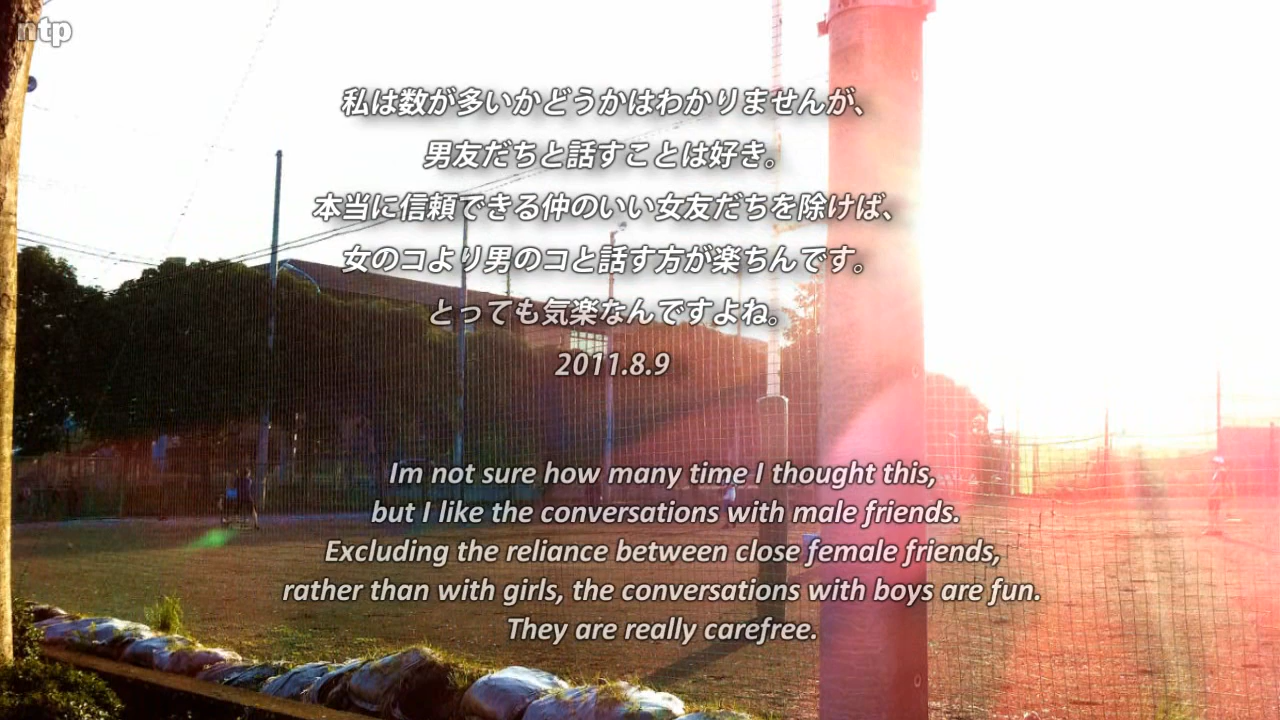 ntp
私は数が多いかどうかはわかりませんが、
男友だちと話すことは好き。
本当に信頼できる仲のいい女友だちを除けば、
女のコより男のコと話す方が楽ちんです。
とっても気楽なんですよね。
2011.8.9
Im not sure how many time I thought this,
but I like the conversations with male friends.
Excluding the reliance between close female friends,
rather than with girls, the conversations with boys are fun.
They are really carefree.